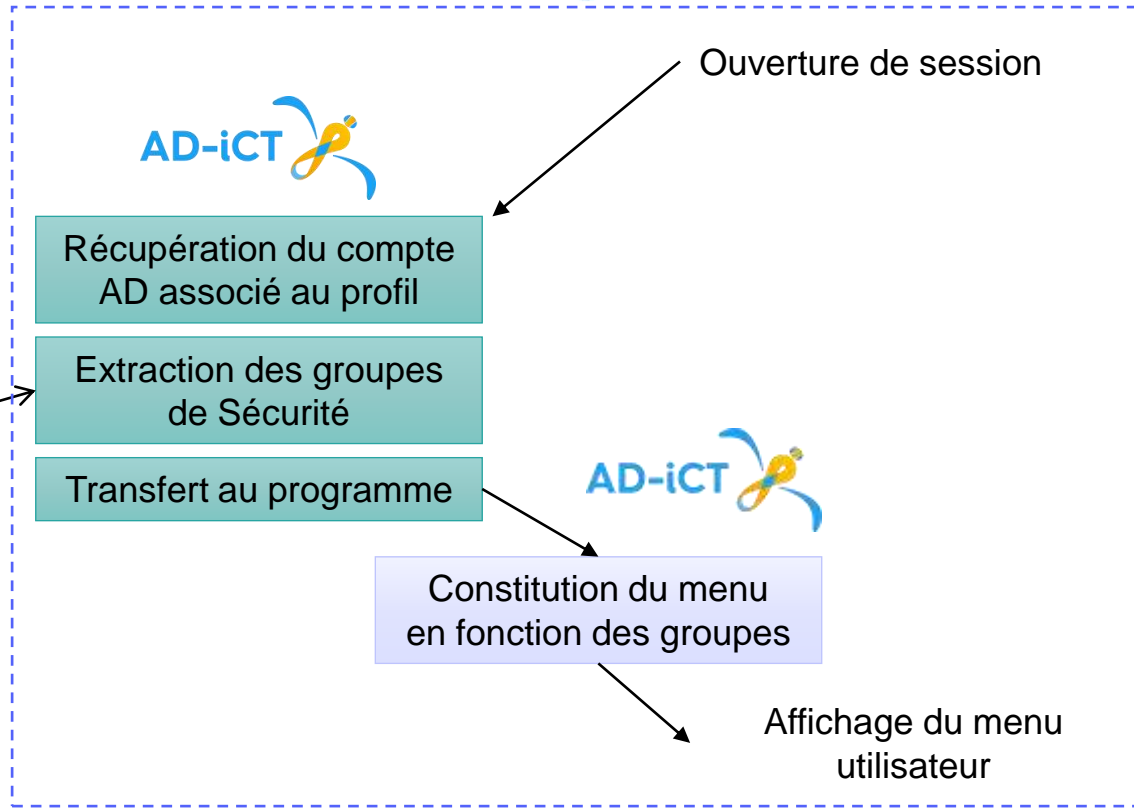 Ouverture de session
AD-iCT
Récupération du compte
AD associé au profil
Extraction des groupes
de Sécurité
Transfert au programme
AD-iCT
Constitution du menu
en fonction des groupes
Affichage du menu
utilisateur